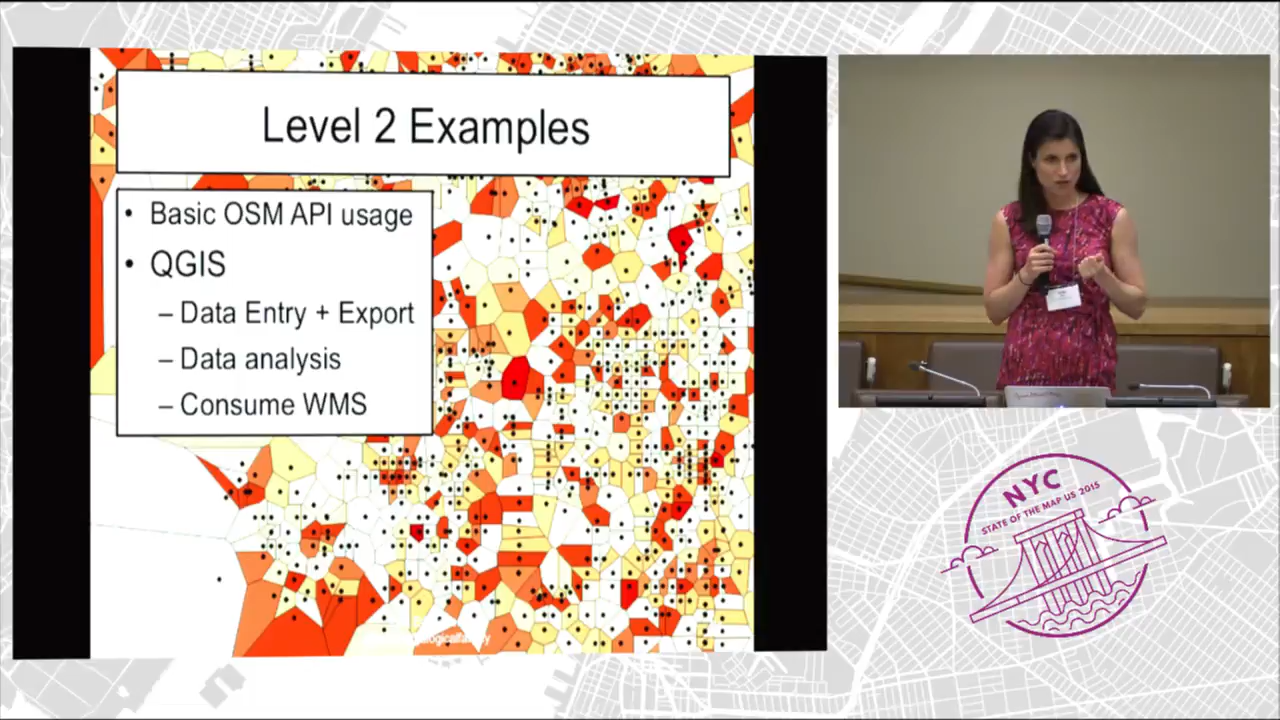 Level 2 Examples
• Basic OSM API usage
• QGIS
– Data Entry + Export
– Data analysis
– Consume WMS
NYC
STATE OF THE MAP US 2015